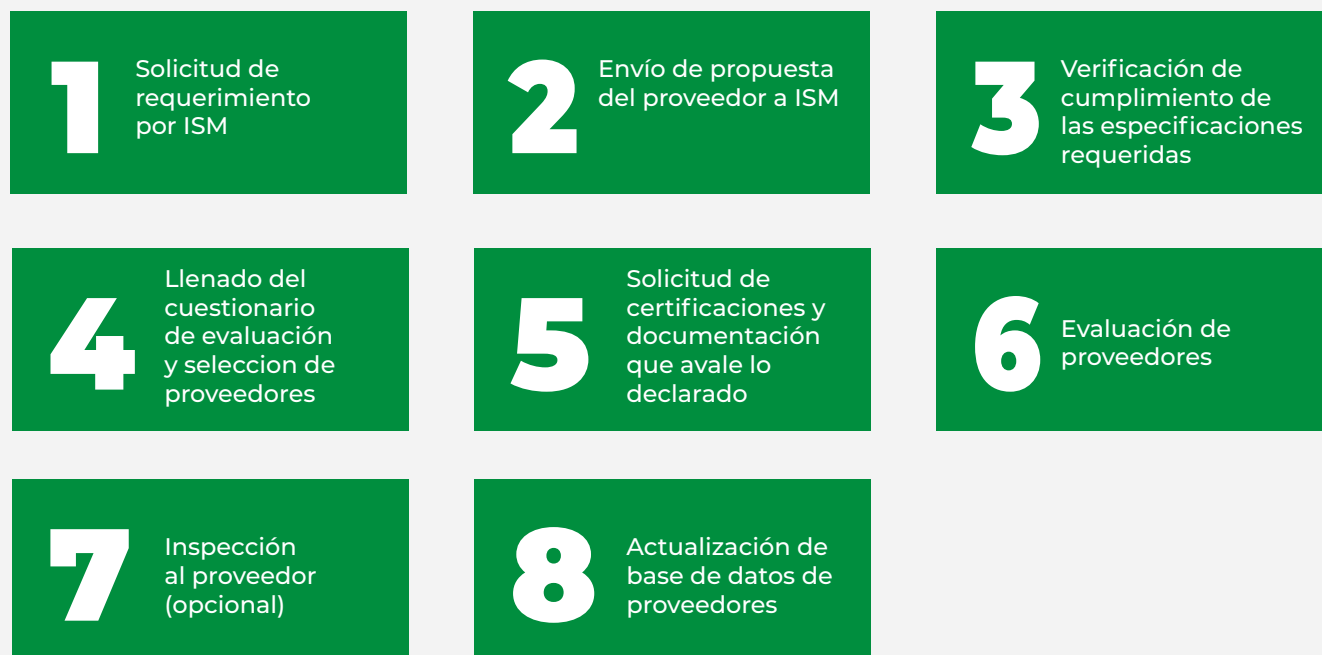 1
Solicitud de
requerimiento
por ISM
2
Envío de propuesta
del proveedor a ISM
3
Verificación de
cumplimiento de
las especificaciones
requeridas
4
Llenado del
cuestionario
de evaluación
y seleccion de
proveedores
5
Solicitud de
certificaciones y
documentación
que avale lo
declarado
6
Evaluación de
proveedores
7
Inspección
al proveedor
(opcional)
8
Actualización de
base de datos de
proveedores